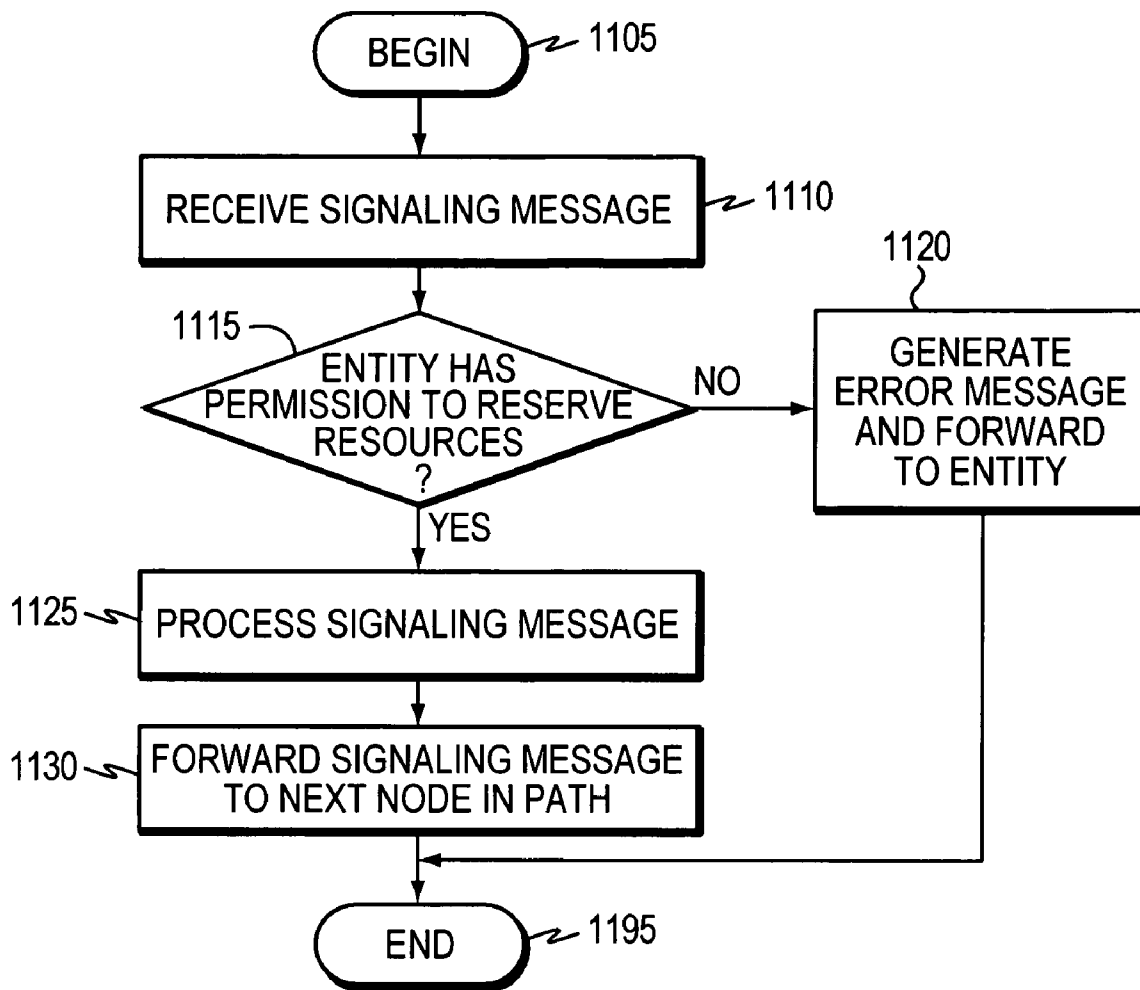 BEGIN
1105
RECEIVE SIGNALING MESSAGE
1110
1115
ENTITY HAS
PERMISSION TO RESERVE
RESOURCES
?
NO
1120
GENERATE
ERROR MESSAGE
AND FORWARD
TO ENTITY
YES
1125
PROCESS SIGNALING MESSAGE
1130
FORWARD SIGNALING MESSAGE
TO NEXT NODE IN PATH
END
1195